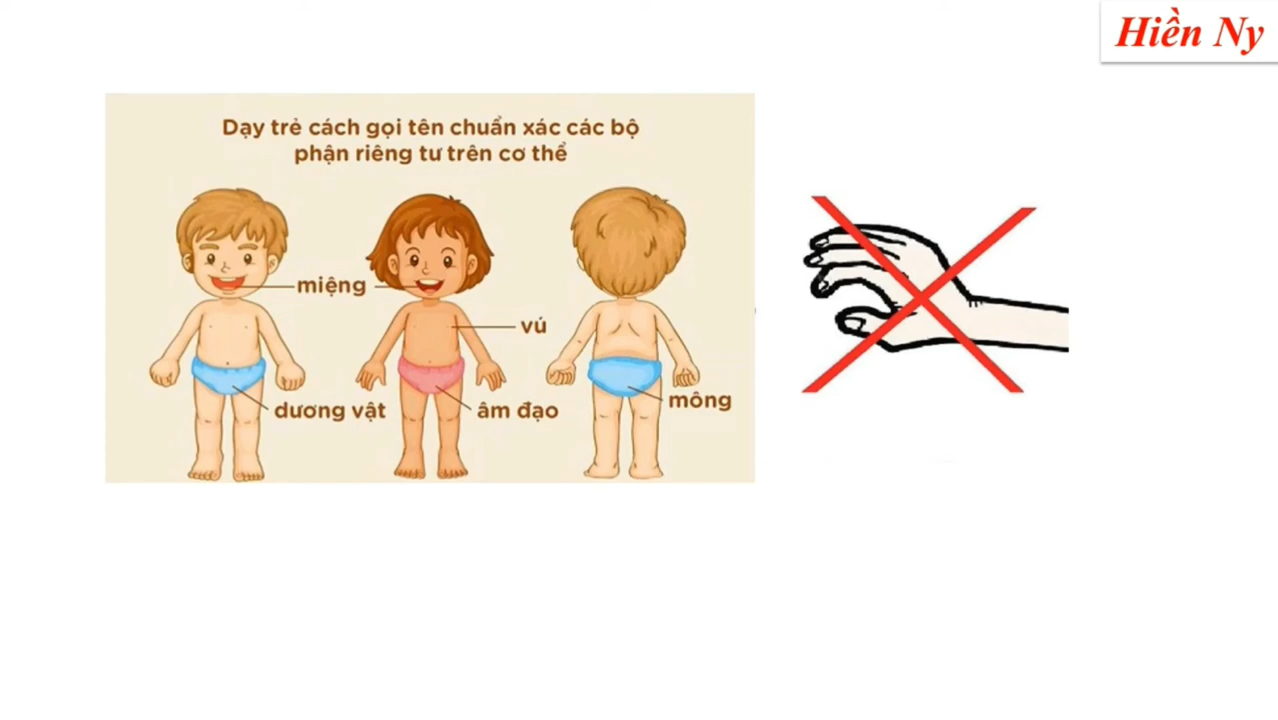 Hiền Ny
Dạy trẻ cách gọi tên chuẩn xác các bộ
phận riêng tư trên cơ thể
miệng
vú
dương vật
âm đạo
mông